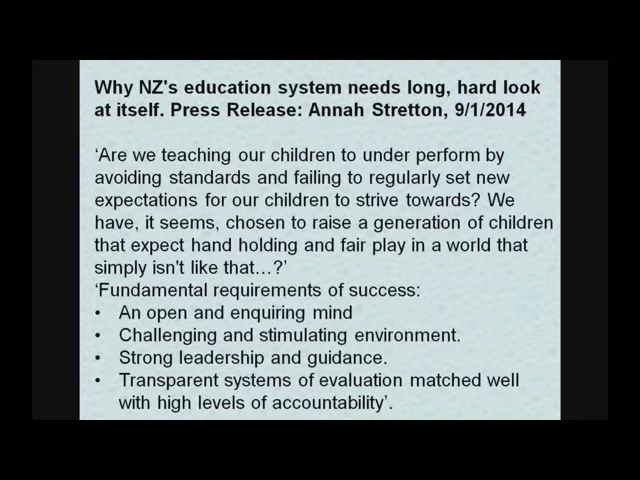 Why NZ's education system needs long, hard look
at itself. Press Release: Annah Stretton, 9/1/2014
‘Are we teaching our children to under perform by
avoiding standards and failing to regularly set new
expectations for our children to strive towards? We
have, it seems, chosen to raise a generation of children
that expect hand holding and fair play in a world that
simply isn't like that…?’
‘Fundamental requirements of success:
• An open and enquiring mind
• Challenging and stimulating environment.
• Strong leadership and guidance.
• Transparent systems of evaluation matched well
with high levels of accountability’.